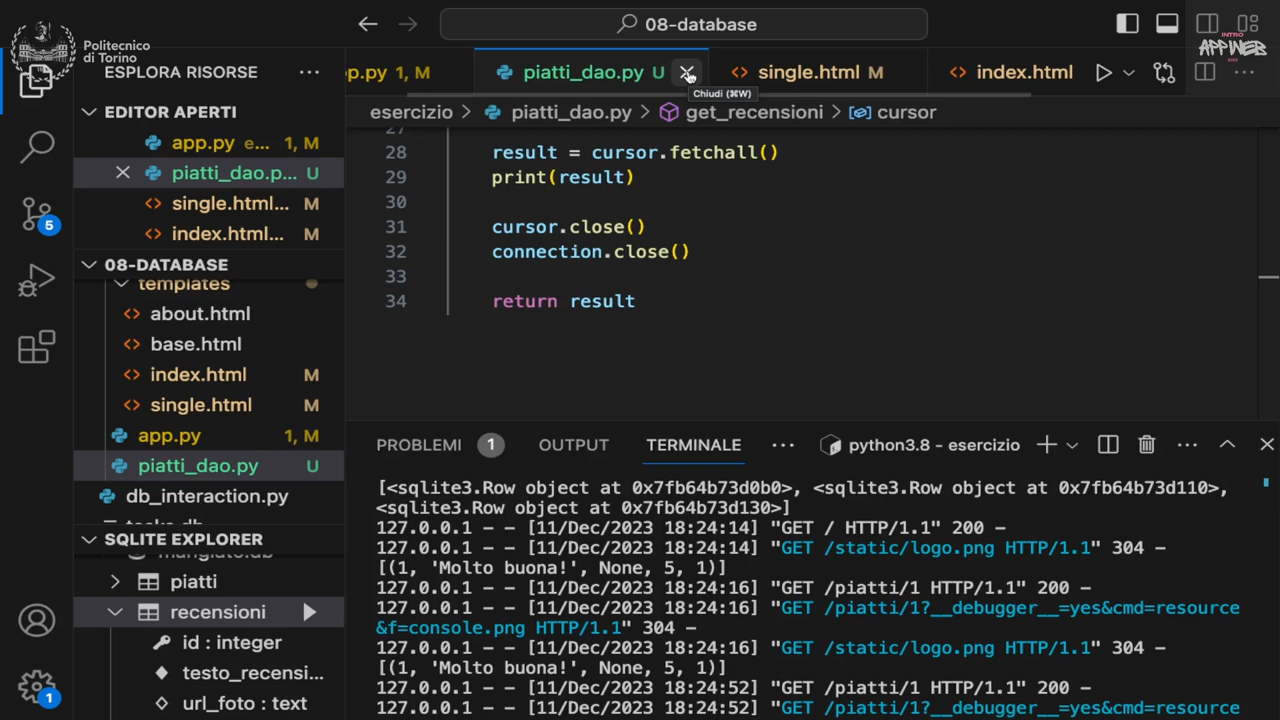 08-database
Politecnico
di Torino
INTRO
APPWEB
ESPLORA RISORSE
EDITOR APERTI
app.py e... 1, M
piatti_dao.p... U
single.html... M
index.html... M
08-DATABASE
templates
about.html
base.html
index.html M
single.html M
app.py 1, M
piatti_dao.py U
db_interaction.py
SQLITE EXPLORER
piatti
recensioni
id : integer
testo_recensi...
url_foto : text
5
1
p.py 1, M
piatti_dao.py U
single.html M
index.html
Chiudi (⌘W)
esercizio > piatti_dao.py > get_recensioni > cursor
27
28 result = cursor.fetchall()
29 print(result)
30
31 cursor.close()
32 connection.close()
33
34 return result
PROBLEMI 1 OUTPUT TERMINALE ... python3.8 - esercizio
[<sqlite3.Row object at 0x7fb64b73d0b0>, <sqlite3.Row object at 0x7fb64b73d110>,
<sqlite3.Row object at 0x7fb64b73d130>]
127.0.0.1 - - [11/Dec/2023 18:24:14] "GET / HTTP/1.1" 200 -
127.0.0.1 - - [11/Dec/2023 18:24:14] "GET /static/logo.png HTTP/1.1" 304 -
[(1, 'Molto buona!', None, 5, 1)]
127.0.0.1 - - [11/Dec/2023 18:24:16] "GET /piatti/1 HTTP/1.1" 200 -
127.0.0.1 - - [11/Dec/2023 18:24:16] "GET /piatti/1?__debugger__=yes&cmd=resource
&f=console.png HTTP/1.1" 304 -
127.0.0.1 - - [11/Dec/2023 18:24:16] "GET /static/logo.png HTTP/1.1" 304 -
[(1, 'Molto buona!', None, 5, 1)]
127.0.0.1 - - [11/Dec/2023 18:24:52] "GET /piatti/1 HTTP/1.1" 200 -
127.0.0.1 - - [11/Dec/2023 18:24:52] "GET /piatti/1?__debugger__=yes&cmd=resource